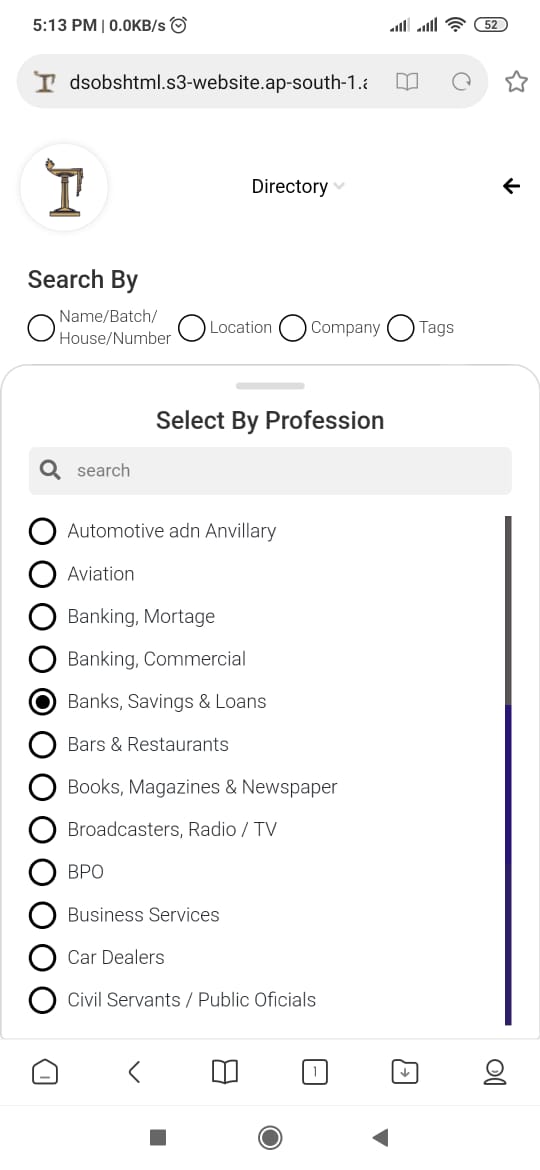 5:13 PM | 0.0KB/s
52
dsobshtml.s3-website.ap-south-1.a
Directory
Search By
Name/Batch/
House/Number
Location
Company
Tags
Select By Profession
search
Automotive adn Anvillary
Aviation
Banking, Mortage
Banking, Commercial
Banks, Savings & Loans
Bars & Restaurants
Books, Magazines & Newspaper
Broadcasters, Radio / TV
BPO
Business Services
Car Dealers
Civil Servants / Public Oficials
1